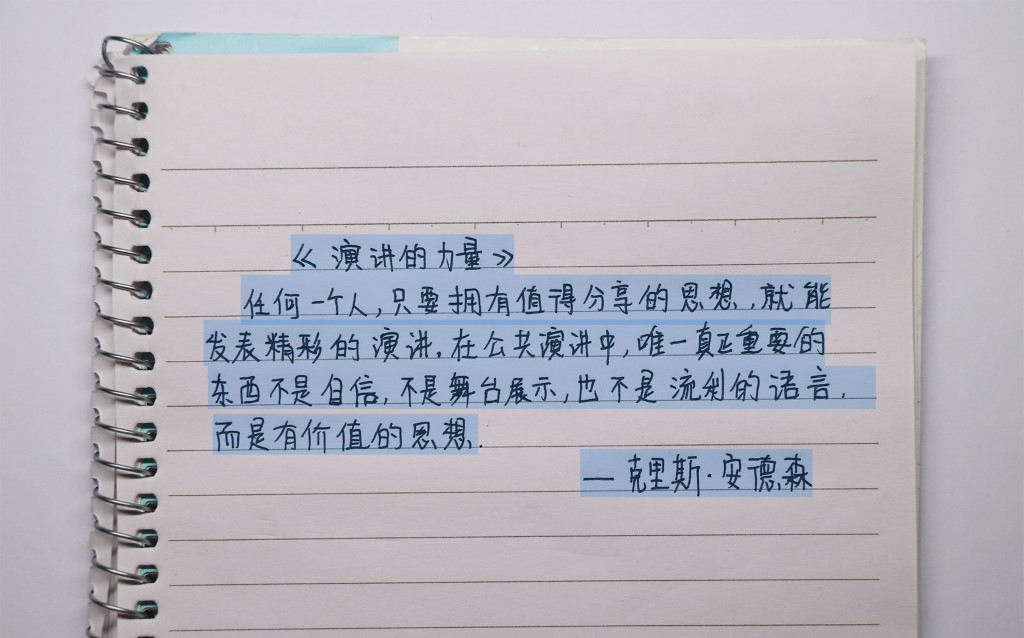 《演讲的力量》
任何一个人,只要拥有值得分享的思想,就能
发表精彩的演讲。在公共演讲中,唯一真正重要的
东西不是自信,不是舞台展示,也不是流利的语言,
而是有价值的思想.
— 克里斯·安德森